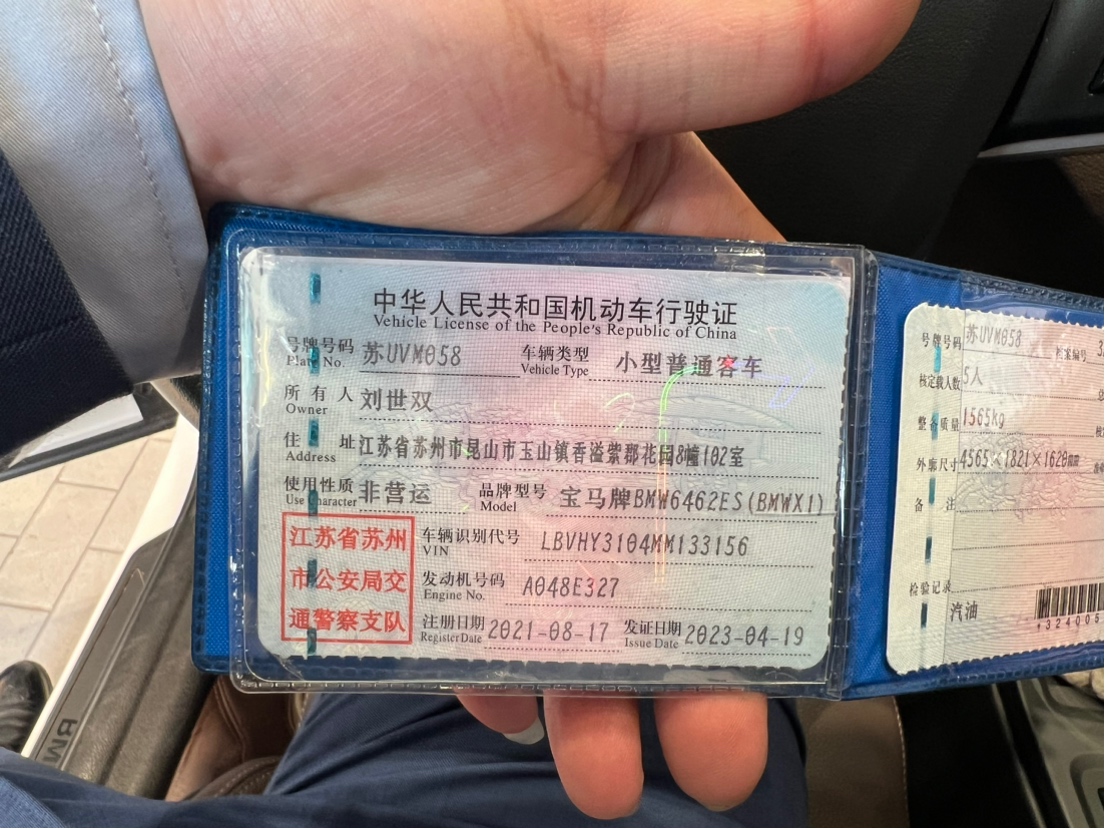 中华人民共和国机动车行驶证
Vehicle License of the People's Republic of China
号牌号码 苏UVM058 车辆类型 小型普通客车
Plate No. Vehicle Type
所有人 刘世双
Owner
住址 江苏省苏州市昆山市玉山镇香溢紫郡花园8幢102室
Address
使用性质 非营运 品牌型号 宝马牌BMW6462ES(BMWX1)
Use Character Model
江苏省苏州
市公安局交
通警察支队
车辆识别代号 LBVHY3104MM133156
VIN
发动机号码 A048E327
Engine No.
注册日期 2021-08-17 发证日期 2023-04-19
Register Date Issue Date
号牌号码 苏UVM058 档案编号 3
核定载人数 5人
整备质量 1565kg
外廓尺寸 4565×1821×1620mm
备注
检验记录
汽油